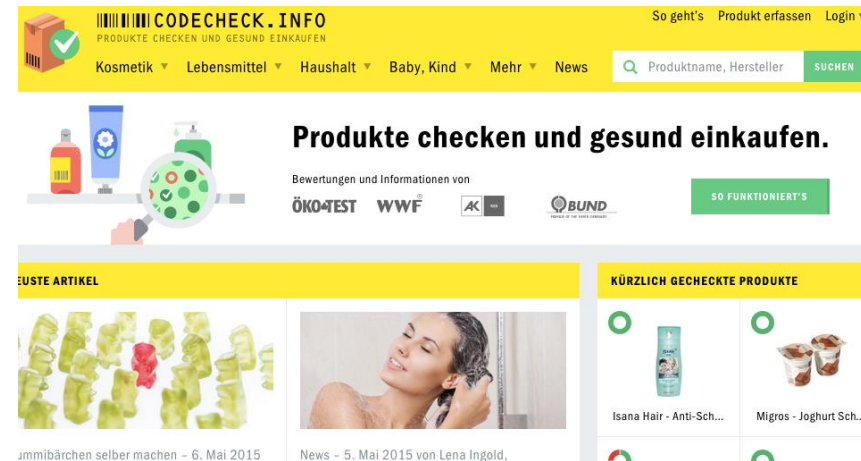 CODECHECK.INFO
PRODUKTE CHECKEN UND GESUND EINKAUFEN
So geht's Produkt erfassen Login
Kosmetik Lebensmittel Haushalt Baby, Kind Mehr News
Produktname, Hersteller SUCHEN
Produkte checken und gesund einkaufen.
Bewertungen und Informationen von
ÖKO-TEST WWF® AK BUND
SO FUNKTIONIERT'S
EUSTE ARTIKEL
KÜRZLICH GECHECKTE PRODUKTE
Isana Hair - Anti-Sch...
Migros - Joghurt Sch...
ummibärchen selber machen – 6. Mai 2015
News – 5. Mai 2015 von Lena Ingold,